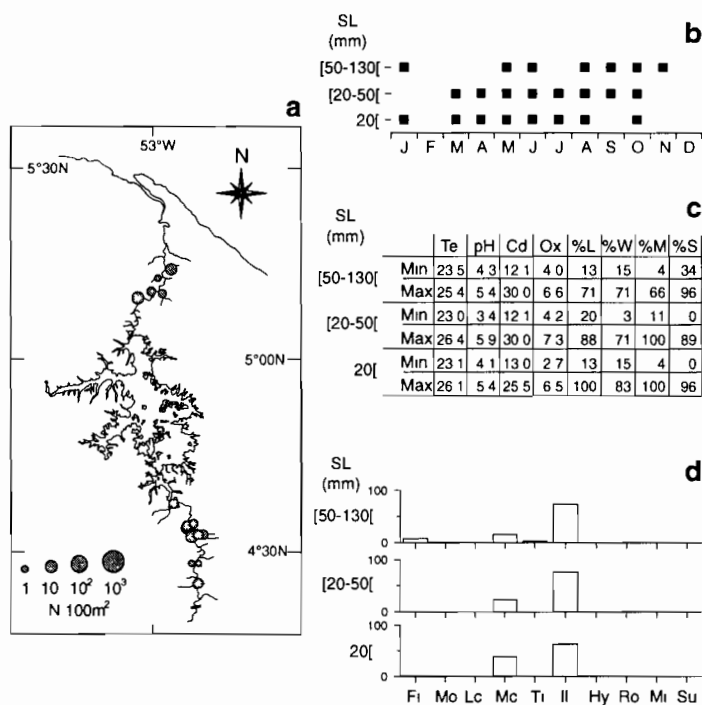 a
53°W
5°30N
N
5°00N
4°30N
1 10 10² 10³
N 100m²
b
SL
(mm)
[50-130[
[20-50[
20[
J F M A M J J A S O N D
c
SL
(mm)
Te pH Cd Ox %L %W %M %S
[50-130[
Min 23 5 4 3 12 1 4 0 13 15 4 34
Max 25 4 5 4 30 0 6 6 71 71 66 96
[20-50[
Min 23 0 3 4 12 1 4 2 20 3 11 0
Max 26 4 5 9 30 0 7 3 88 71 100 89
20[
Min 23 1 4 1 13 0 2 7 13 15 4 0
Max 26 1 5 4 25 5 6 5 100 83 100 96
d
SL
(mm)
100
[50-130[
0
100
[20-50[
0
100
20[
0
Fi Mo Lc Mc Ti Il Hy Ro Mi Su